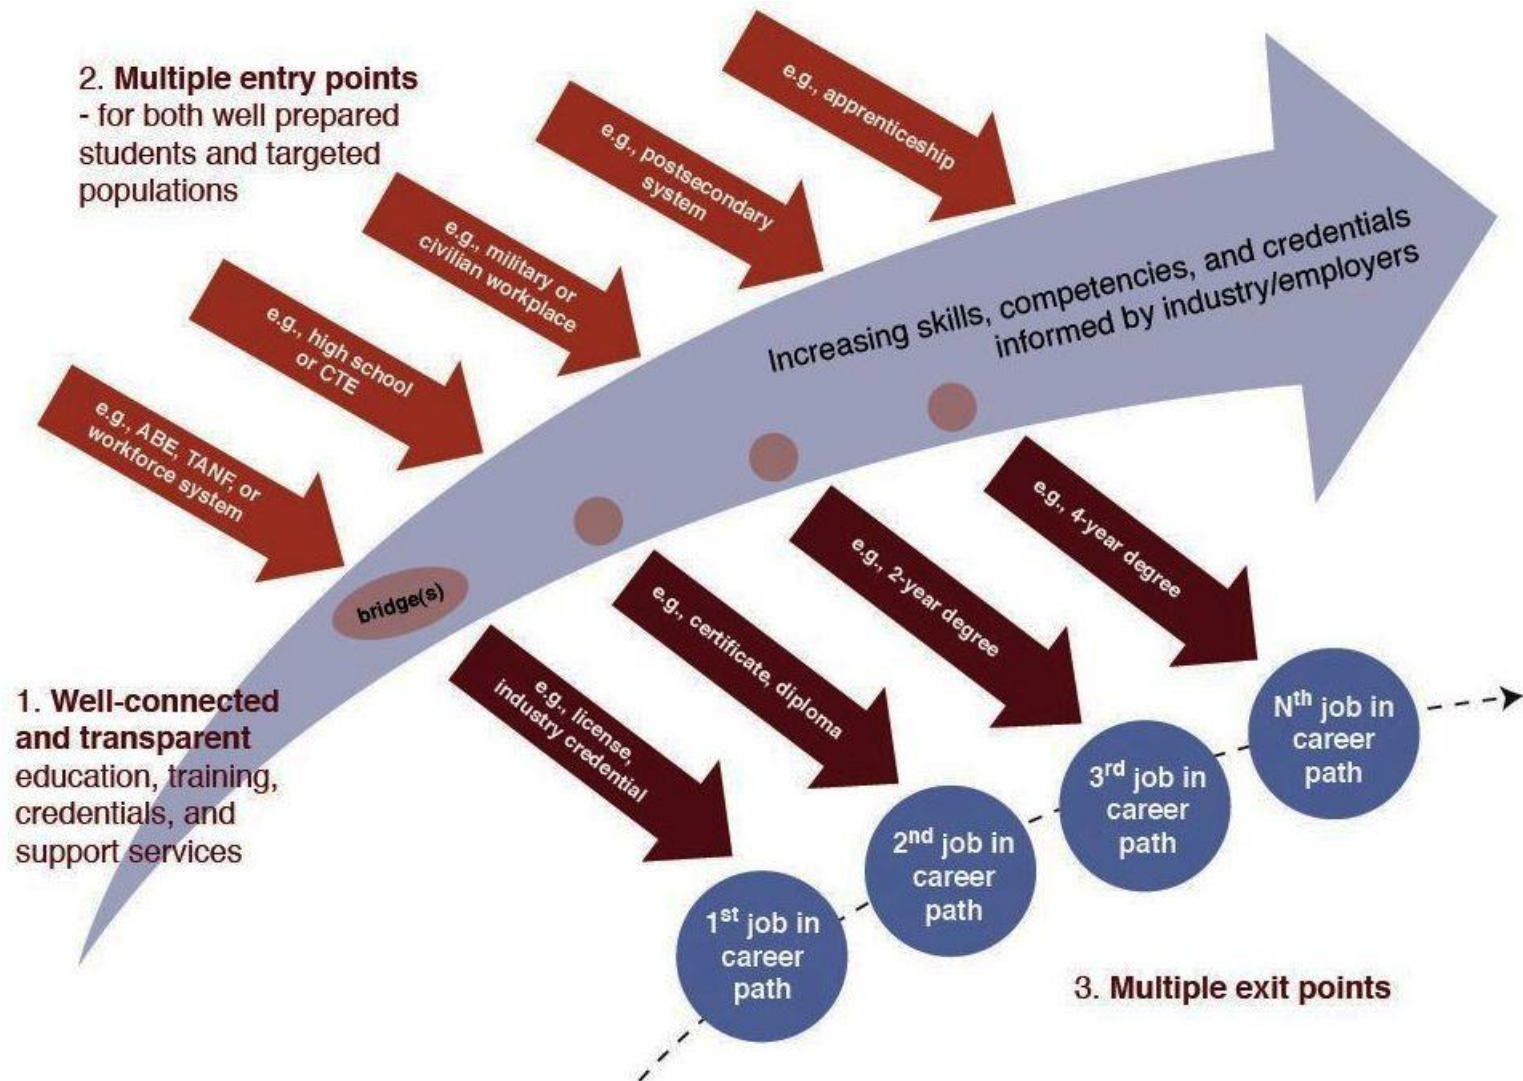 2. Multiple entry points
- for both well prepared
students and targeted
populations
e.g., apprenticeship
e.g., postsecondary
system
e.g., military or
civilian workplace
e.g., high school
or CTE
e.g., ABE, TANF, or
workforce system
Increasing skills, competencies, and credentials
informed by industry/employers
bridge(s)
1. Well-connected
and transparent
education, training,
credentials, and
support services
e.g., license,
industry credential
e.g., certificate, diploma
e.g., 2-year degree
e.g., 4-year degree
1st job in
career
path
2nd job in
career
path
3rd job in
career
path
Nth job in
career
path
3. Multiple exit points